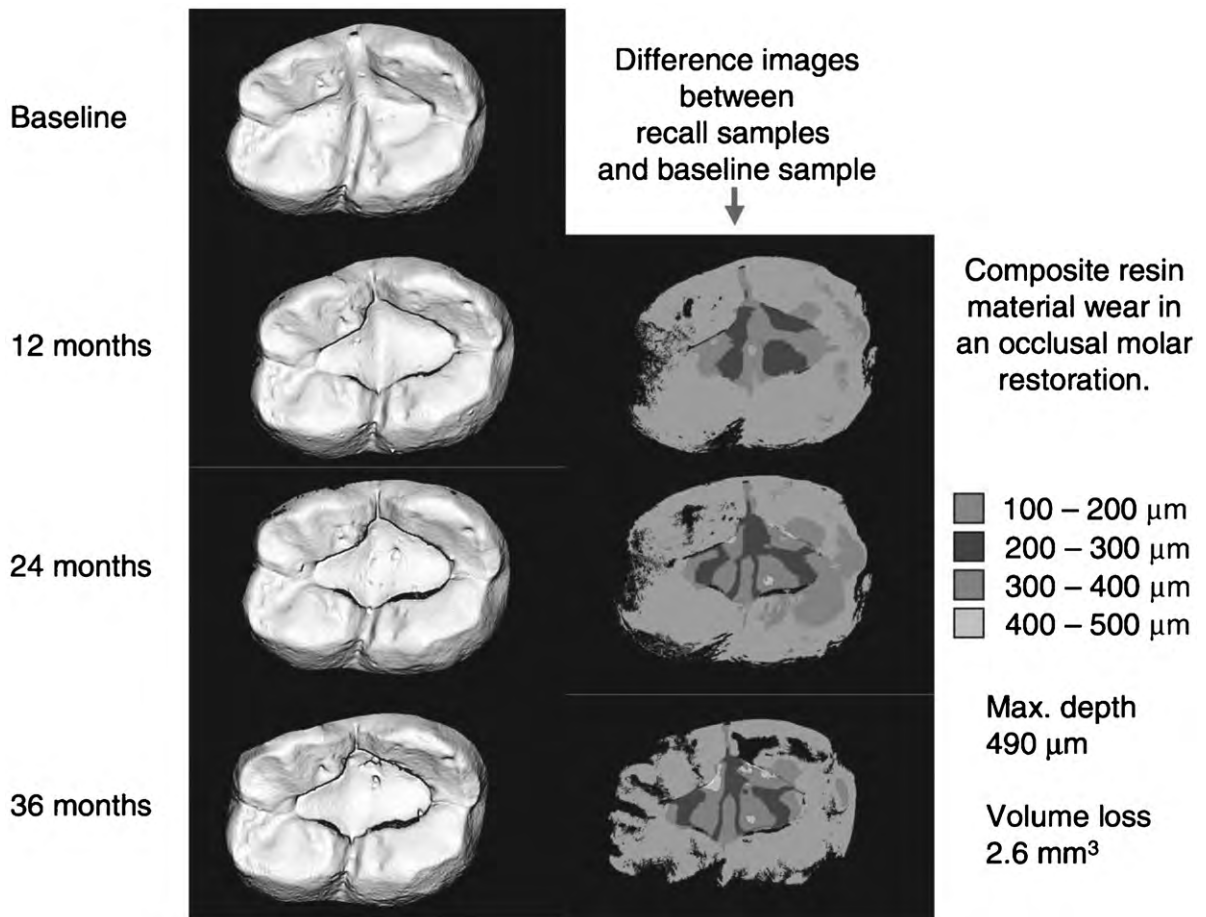 Baseline
Difference images
between
recall samples
and baseline sample
12 months
Composite resin
material wear in
an occlusal molar
restoration.
24 months
100 – 200 μm
200 – 300 μm
300 – 400 μm
400 – 500 μm
36 months
Max. depth
490 μm
Volume loss
2.6 mm³